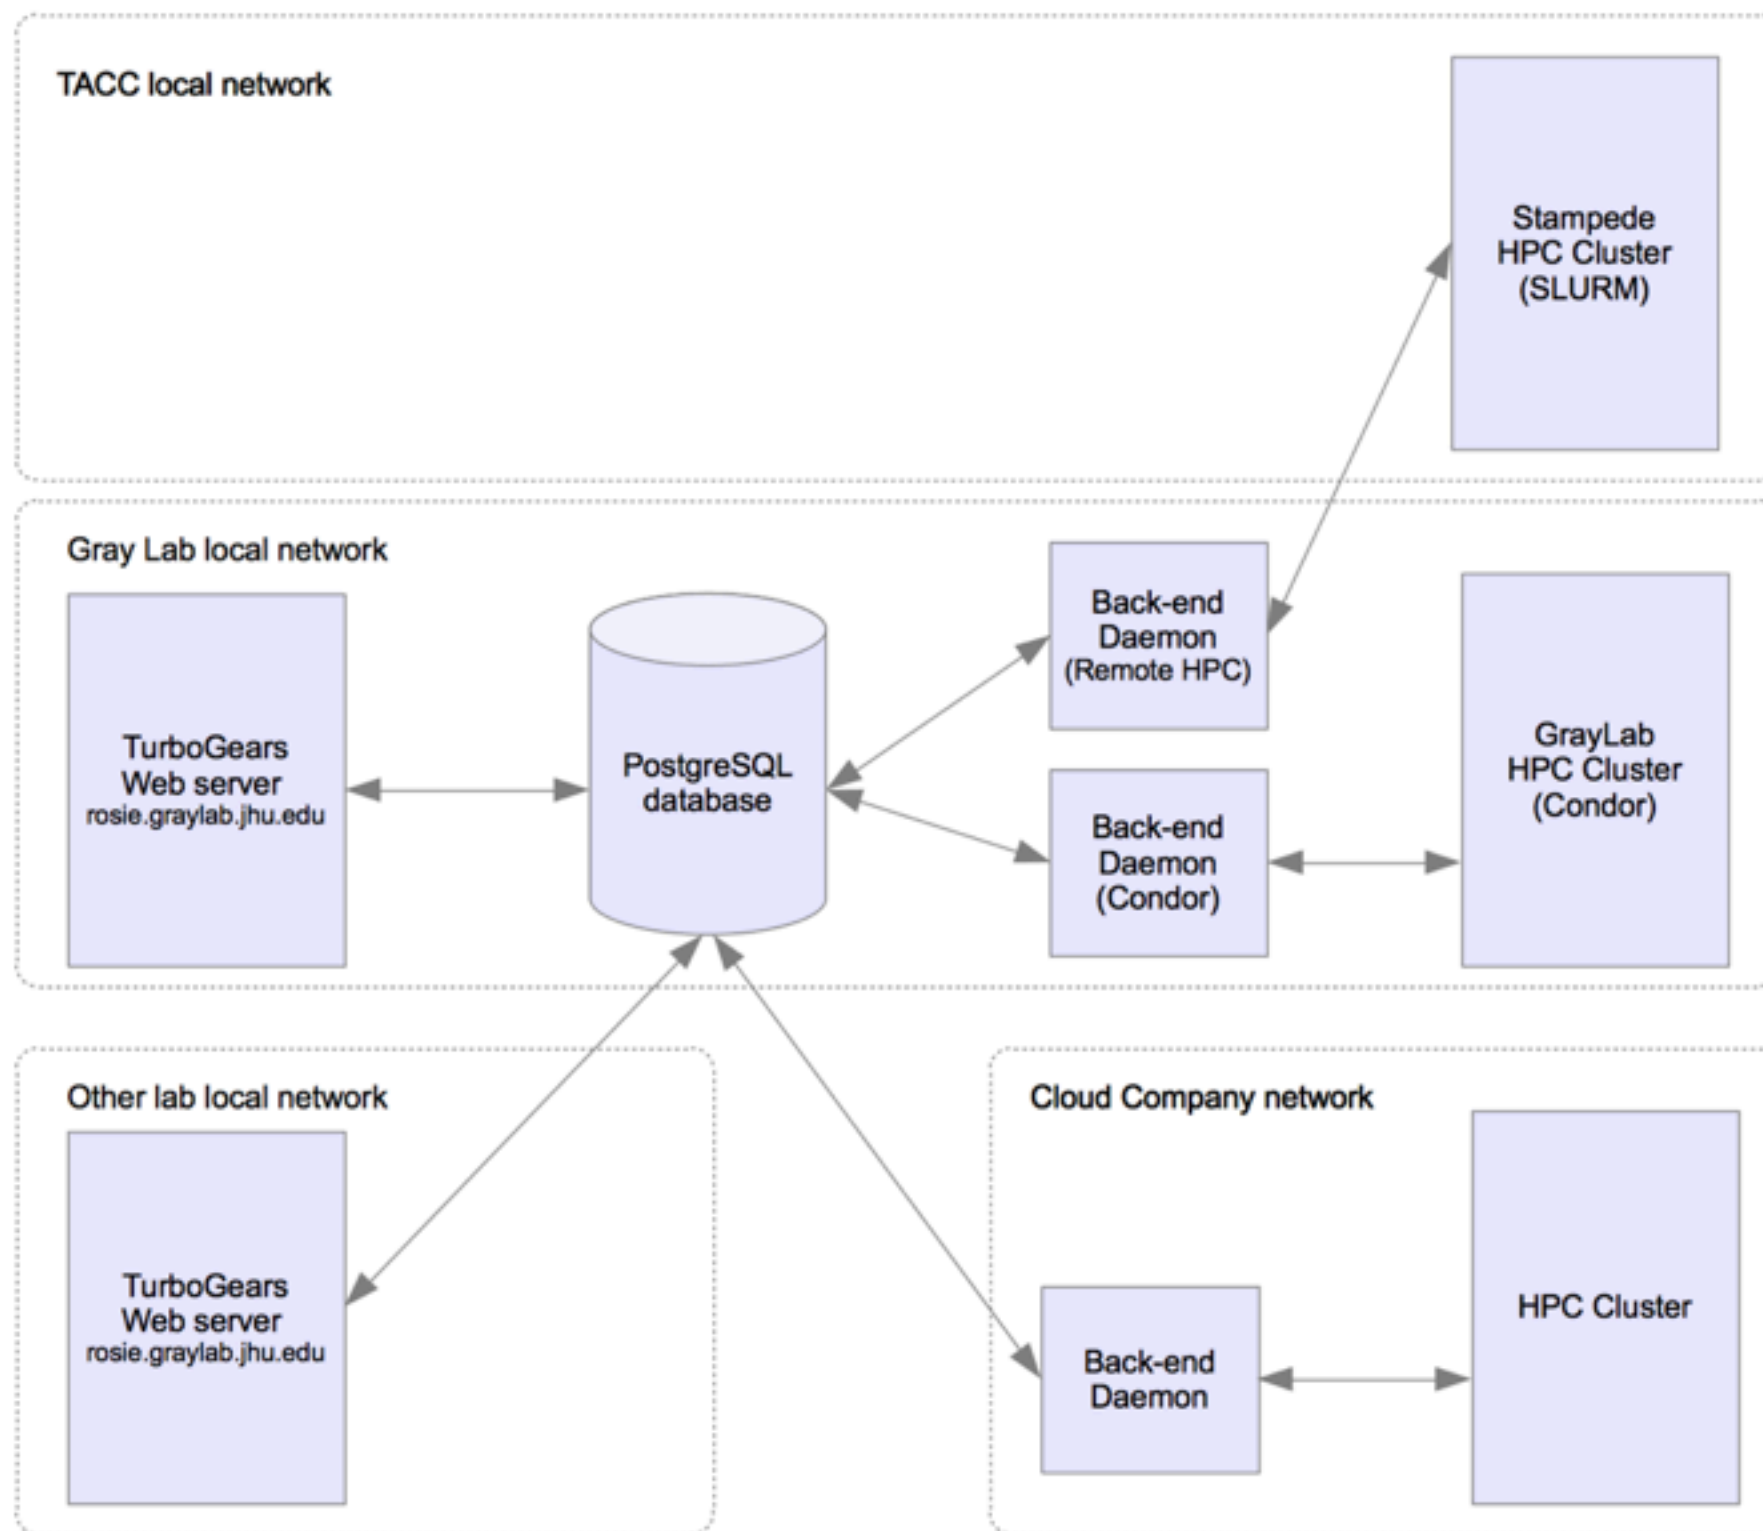 TACC local network
Stampede
HPC Cluster
(SLURM)
Gray Lab local network
TurboGears
Web server
rosie.graylab.jhu.edu
PostgreSQL
database
Back-end
Daemon
(Remote HPC)
Back-end
Daemon
(Condor)
GrayLab
HPC Cluster
(Condor)
Other lab local network
TurboGears
Web server
rosie.graylab.jhu.edu
Cloud Company network
Back-end
Daemon
HPC Cluster